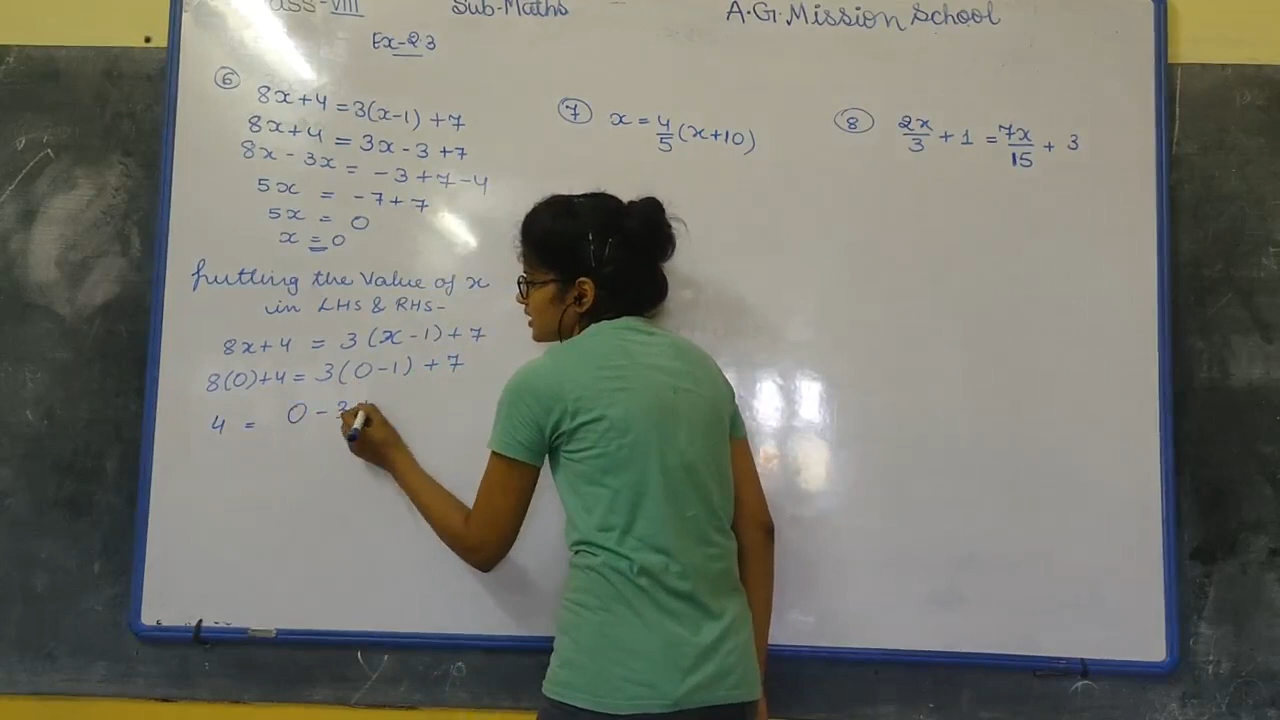 VIII Sub-Maths A.G. Mission School
Ex-2.3
⑥ 8x+4 = 3(x-1) +7
8x+4 = 3x-3+7
8x-3x = -3+7-4
5x = -7+7
5x = 0
x = 0
Putting the Value of x
in LHS & RHS-
8x+4 = 3(x-1)+7
8(0)+4 = 3(0-1)+7
4 = 0-3
⑦ x = 4/5 (x+10)
⑧ 2x/3 + 1 = 7x/15 + 3